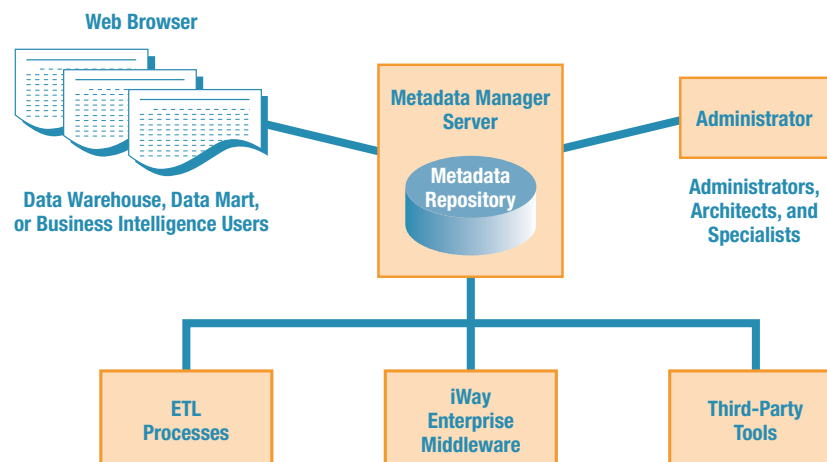 Web Browser
Data Warehouse, Data Mart,
or Business Intelligence Users
Metadata Manager
Server
Metadata
Repository
Administrator
Administrators,
Architects, and
Specialists
ETL
Processes
iWay
Enterprise
Middleware
Third-Party
Tools